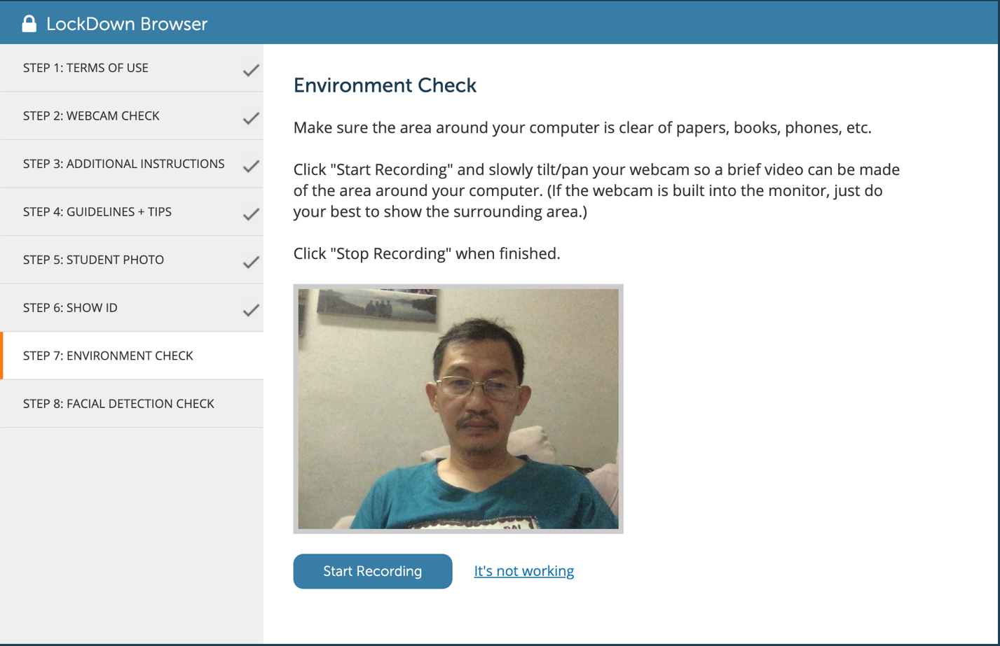 LockDown Browser
STEP 1: TERMS OF USE
STEP 2: WEBCAM CHECK
STEP 3: ADDITIONAL INSTRUCTIONS
STEP 4: GUIDELINES + TIPS
STEP 5: STUDENT PHOTO
STEP 6: SHOW ID
STEP 7: ENVIRONMENT CHECK
STEP 8: FACIAL DETECTION CHECK
Environment Check
Make sure the area around your computer is clear of papers, books, phones, etc.
Click "Start Recording" and slowly tilt/pan your webcam so a brief video can be made
of the area around your computer. (If the webcam is built into the monitor, just do
your best to show the surrounding area.)
Click "Stop Recording" when finished.
Start Recording
It's not working